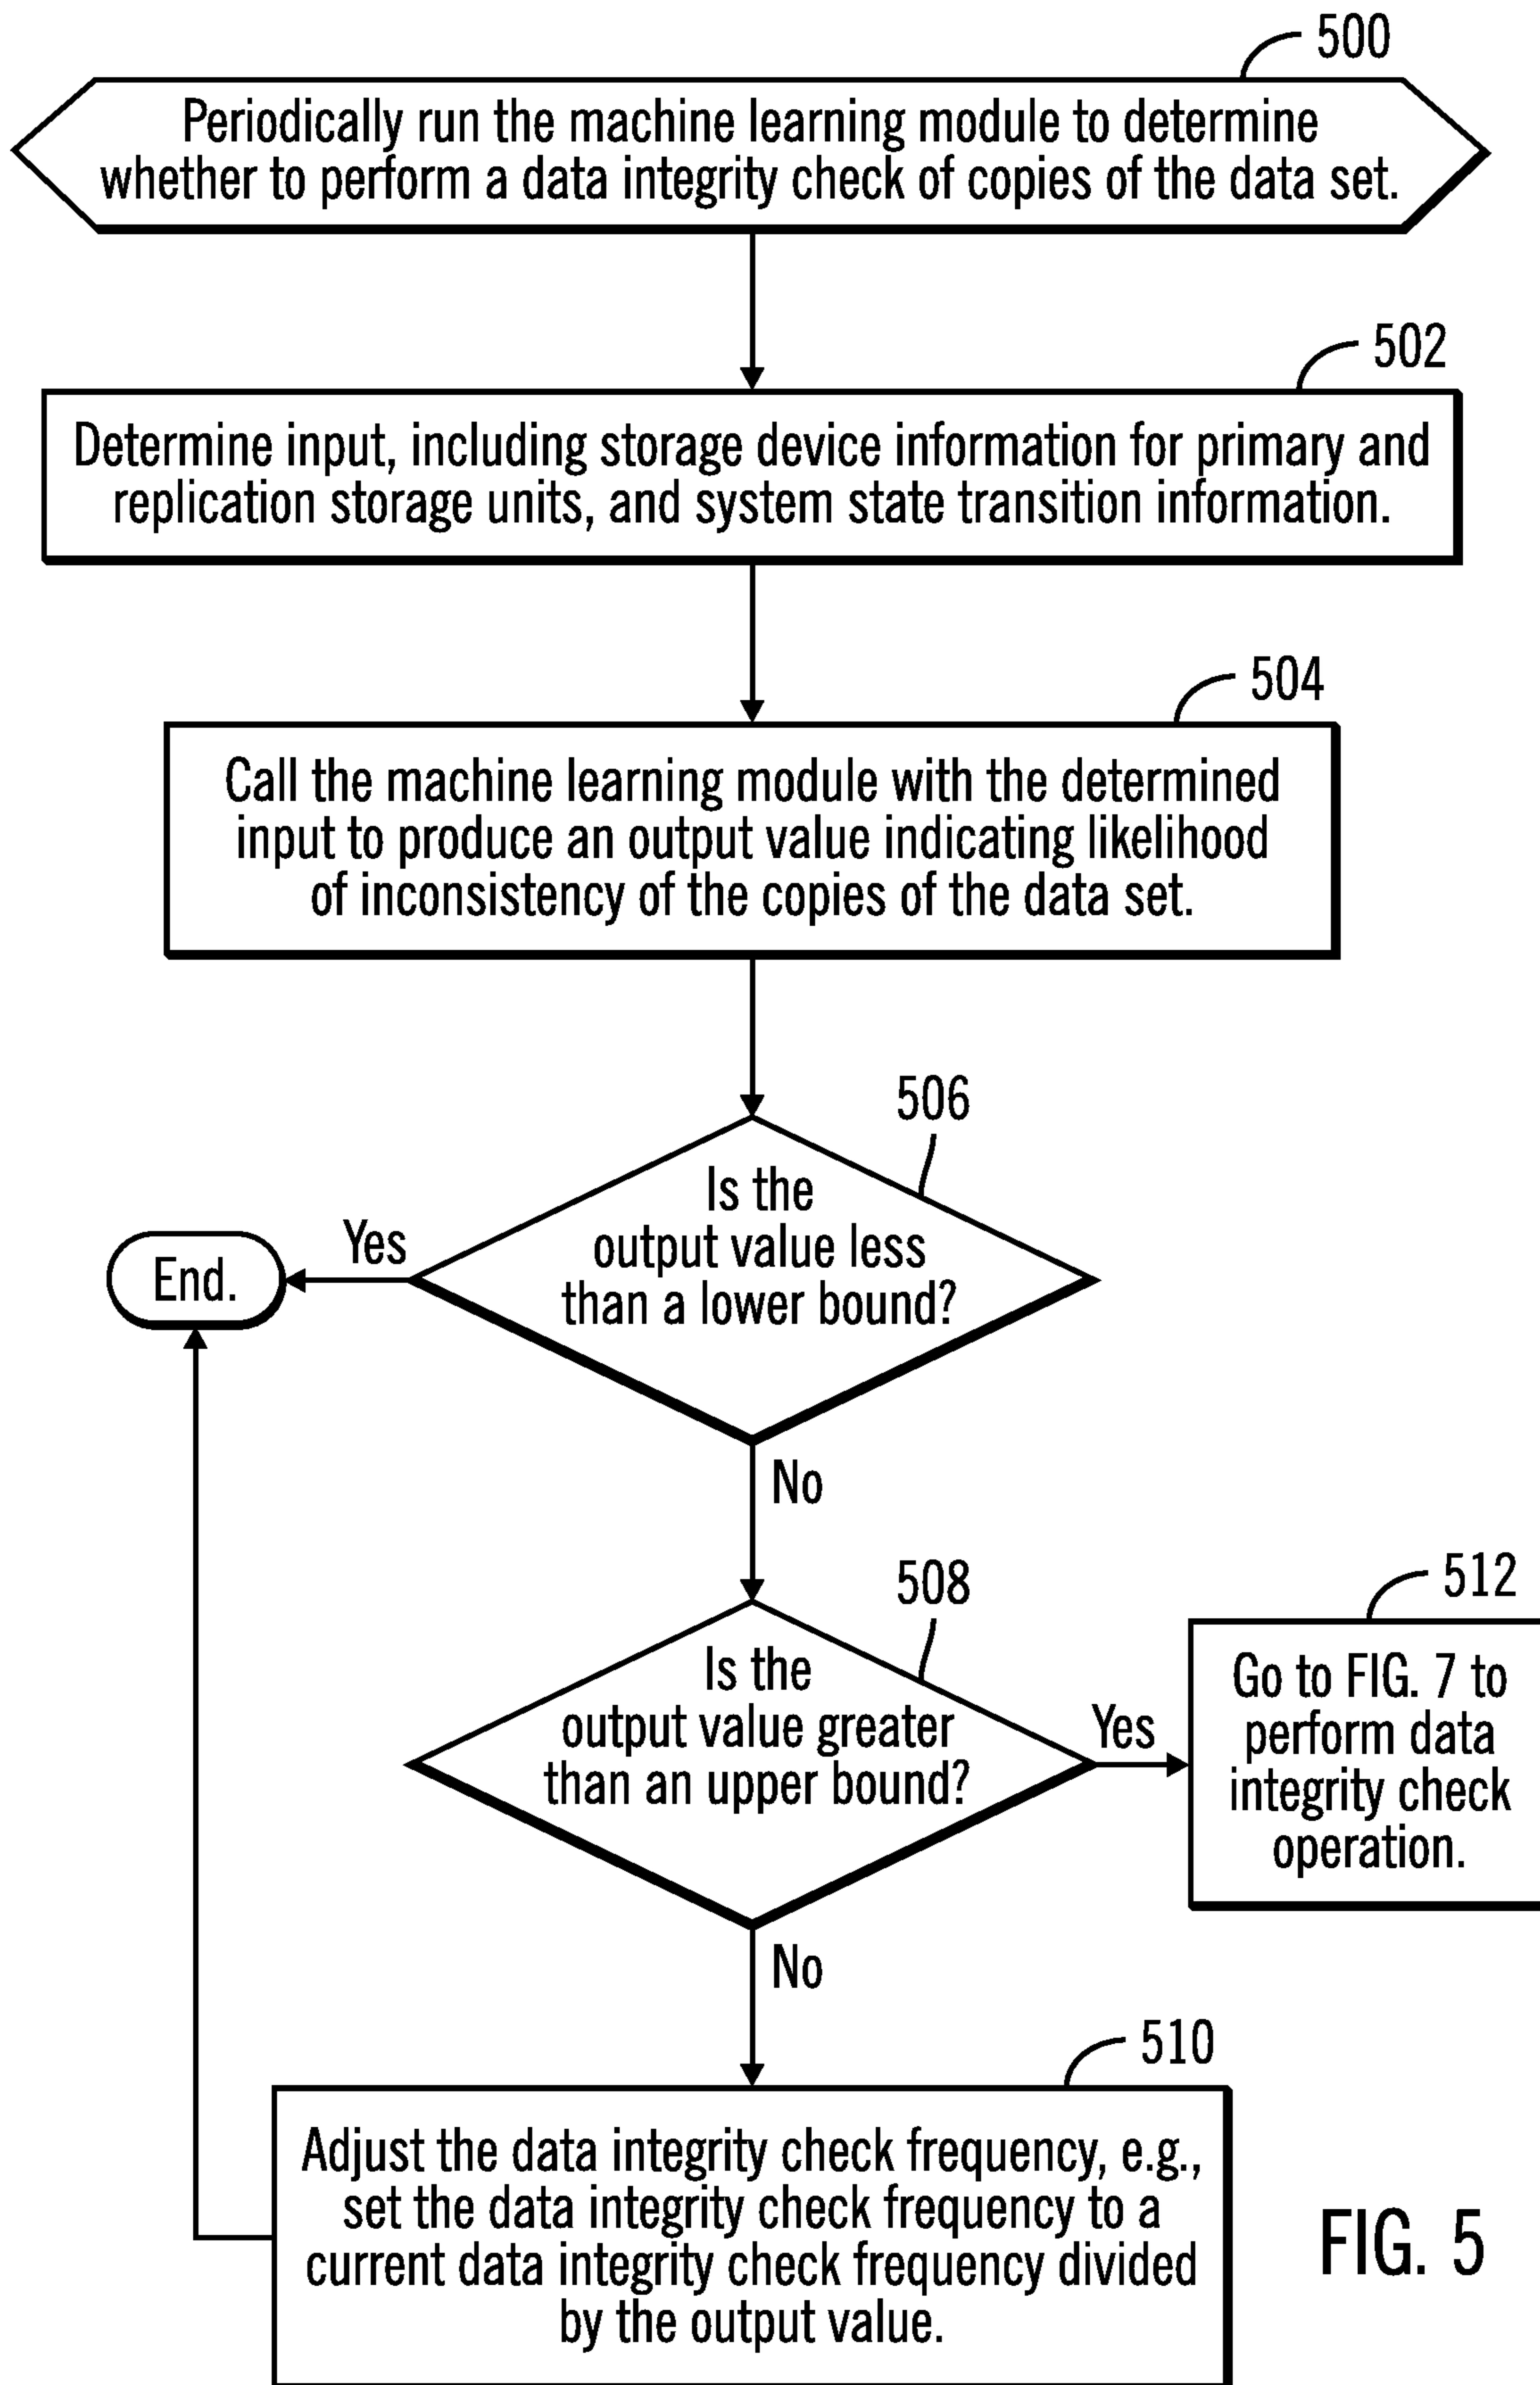 500
Periodically run the machine learning module to determine
whether to perform a data integrity check of copies of the data set.
502
Determine input, including storage device information for primary and
replication storage units, and system state transition information.
504
Call the machine learning module with the determined
input to produce an output value indicating likelihood
of inconsistency of the copies of the data set.
506
Is the
output value less
than a lower bound?
Yes
End.
No
508
Is the
output value greater
than an upper bound?
Yes
512
Go to FIG. 7 to
perform data
integrity check
operation.
No
510
Adjust the data integrity check frequency, e.g.,
set the data integrity check frequency to a
current data integrity check frequency divided
by the output value.
FIG. 5